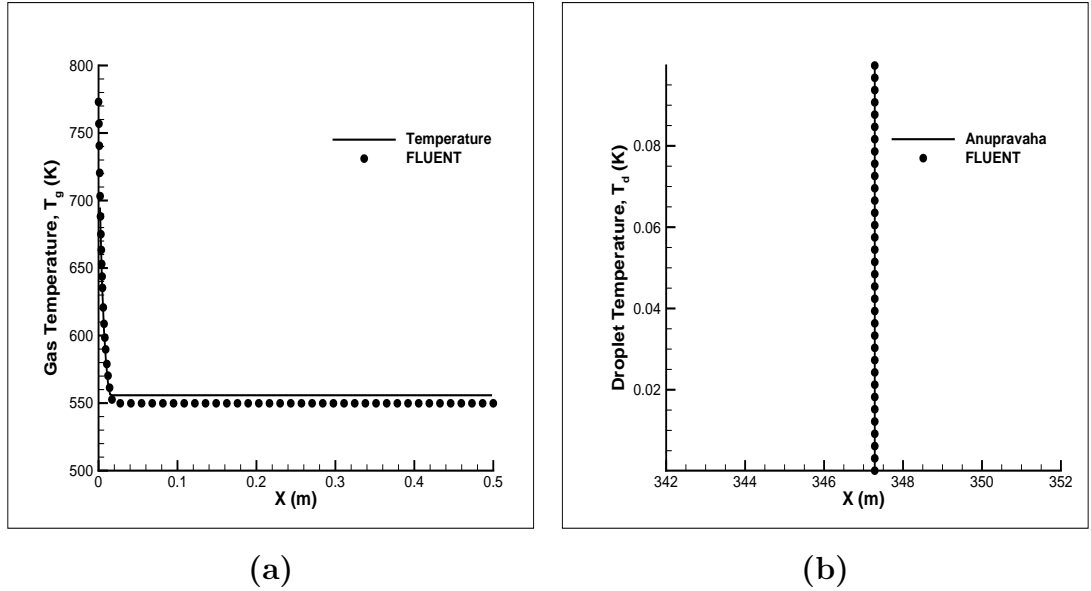 800
750
700
650
600
550
500
0
0.1
0.2
0.3
0.4
0.5
X (m)
Gas Temperature, T_g (K)
Temperature
FLUENT
(a)
0.08
0.06
0.04
0.02
342
344
346
348
350
352
X (m)
Droplet Temperature, T_d (K)
Anupravaha
FLUENT
(b)